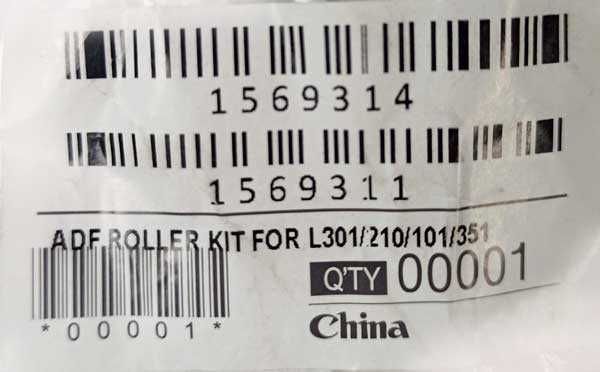 1569314
1569311
ADF ROLLER KIT FOR L301/210/101/351
Q'TY 00001
*00001*
China